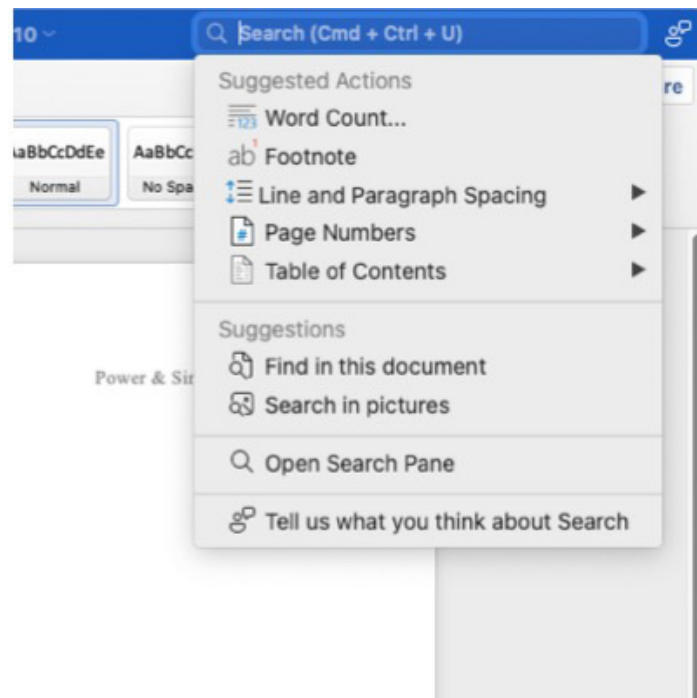 10
Search (Cmd + Ctrl + U)
re
Suggested Actions
123 Word Count...
ab¹ Footnote
Line and Paragraph Spacing
# Page Numbers
Table of Contents
AaBbCcDdEe AaBbCc
Normal No Spa
Suggestions
Find in this document
Search in pictures
Power & Sir
Open Search Pane
Tell us what you think about Search